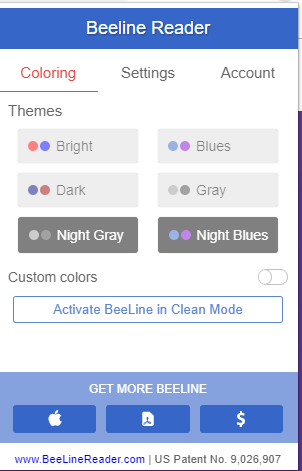 Beeline Reader
Coloring Settings Account
Themes
Bright Blues
Dark Gray
Night Gray Night Blues
Custom colors
Activate BeeLine in Clean Mode
GET MORE BEELINE
$
www.BeeLineReader.com | US Patent No. 9,026,907